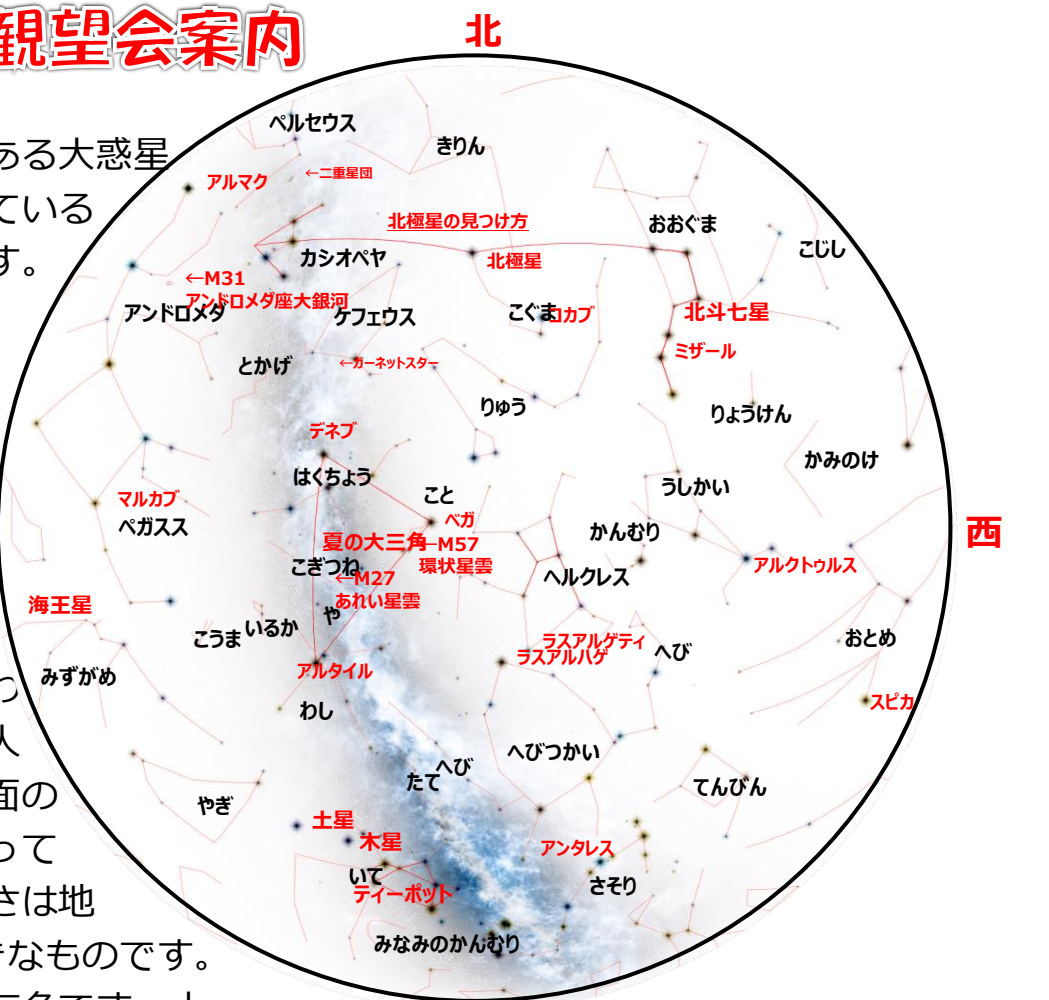 観望会案内
北
ペルセウス
きりん
ある大惑星
アルマク
←二重星団
ている
北極星の見つけ方
おおぐま
こじし
す。
カシオペヤ
北極星
←M31
アンドロメダ座大銀河
アンドロメダ
ケフェウス
こぐま
コカブ
北斗七星
とかげ
←ガーネットスター
ミザール
りゅう
りょうけん
デネブ
かみのけ
はくちょう
うしかい
こと
マルカブ
ペガスス
ベガ
かんむり
西
夏の大三角
←M57
環状星雲
アルクトゥルス
こぎつね
←M27
あれい星雲
ヘルクレス
海王星
や
こうま
いるか
おとめ
ラスアルゲティ
ラスアルハゲ
へび
アルタイル
みずがめ
スピカ
わし
人
へびつかい
へび
たて
てんびん
面の
やぎ
土星
木星
って
アンタレス
いて
ティーポット
さそり
さは地
みなみのかんむり
なものです。